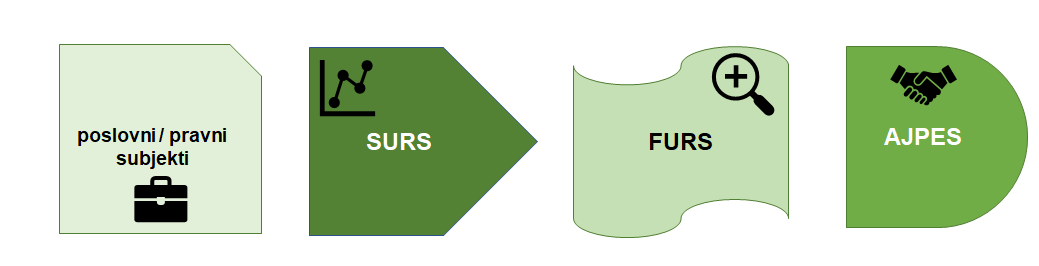 poslovni / pravni
subjekti
SURS
FURS
AJPES